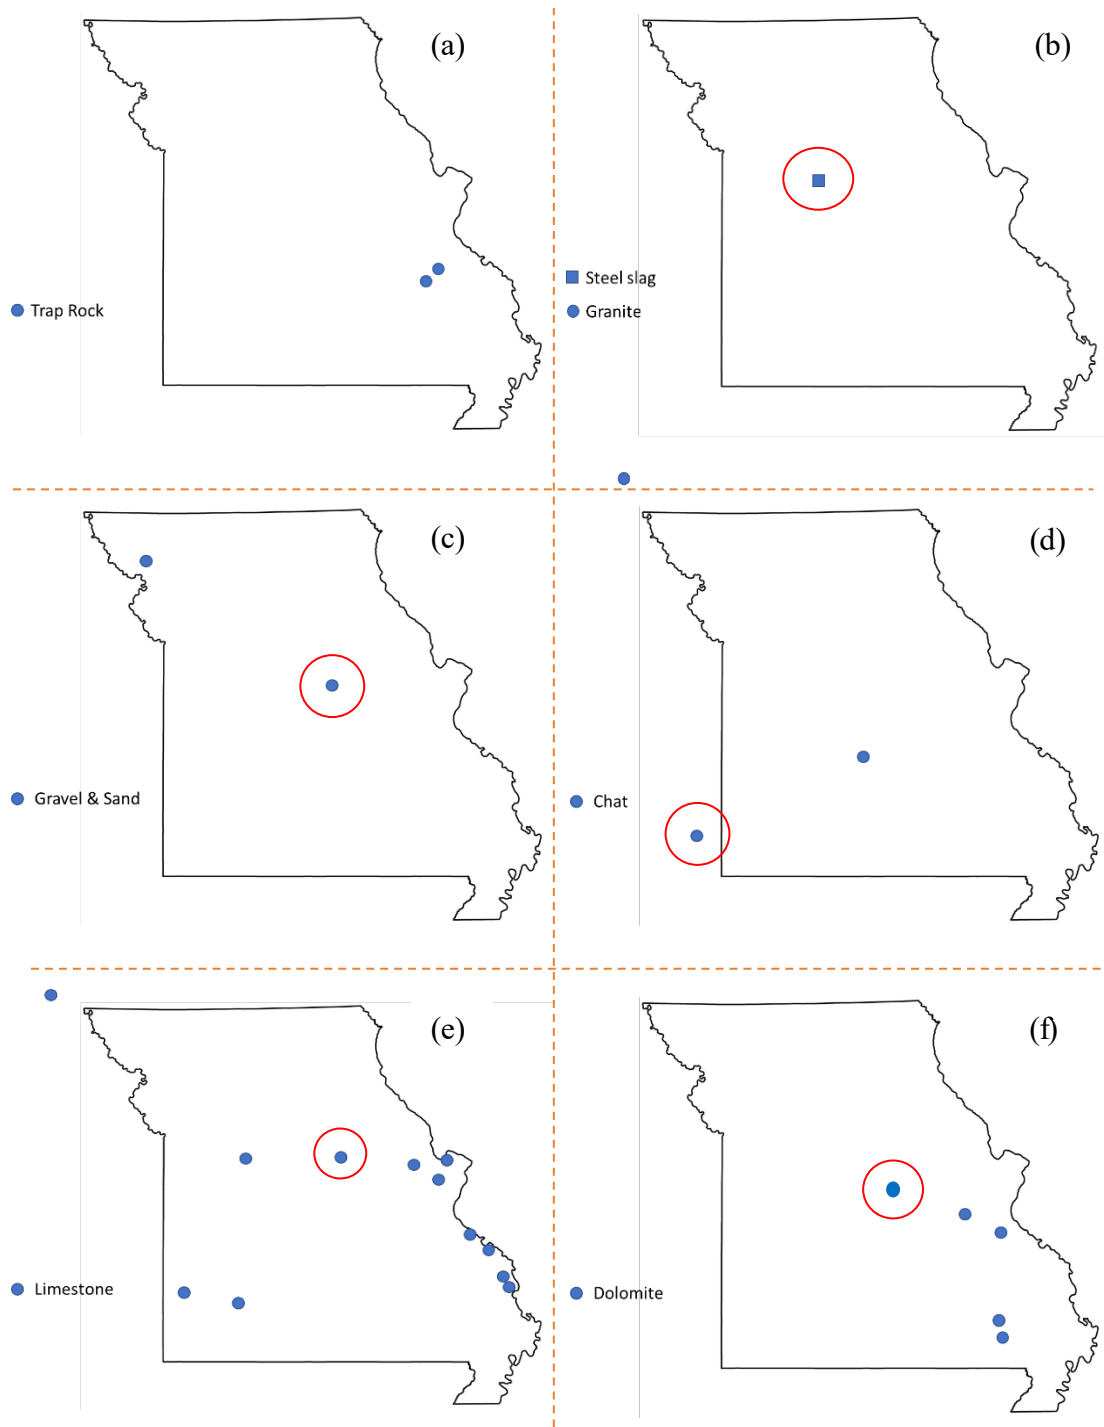 (a)
Trap Rock
(b)
Steel slag
Granite
(c)
Gravel & Sand
(d)
Chat
(e)
Limestone
(f)
Dolomite